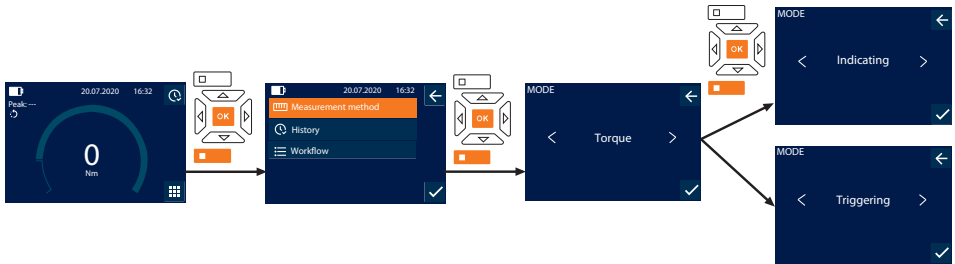 20.07.2020 16:32
Peak: ---
0
Nm
OK
20.07.2020 16:32
Measurement method
History
Workflow
OK
MODE
Torque
OK
MODE
Indicating
MODE
Triggering